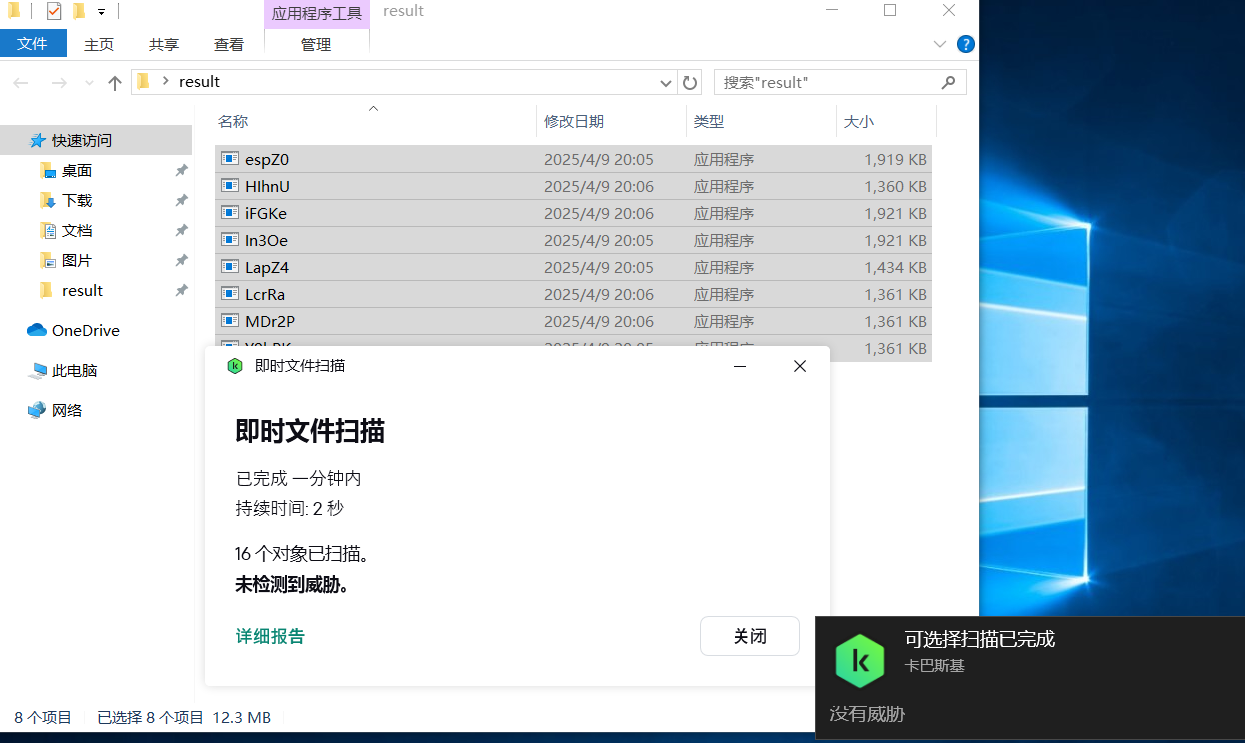 应用程序工具 result
文件 主页 共享 查看 管理
result
搜索"result"
名称 修改日期 类型 大小
快速访问
桌面
下载
文档
图片
result
OneDrive
此电脑
网络
espZ0 2025/4/9 20:05 应用程序 1,919 KB
HIhnU 2025/4/9 20:06 应用程序 1,360 KB
iFGKe 2025/4/9 20:06 应用程序 1,921 KB
In3Oe 2025/4/9 20:05 应用程序 1,921 KB
LapZ4 2025/4/9 20:05 应用程序 1,434 KB
LcrRa 2025/4/9 20:06 应用程序 1,361 KB
MDr2P 2025/4/9 20:06 应用程序 1,361 KB
2025/4/9 20:05 应用程序 1,361 KB
即时文件扫描
即时文件扫描
已完成 一分钟内
持续时间: 2 秒
16 个对象已扫描。
未检测到威胁。
详细报告
关闭
k
可选择扫描已完成
卡巴斯基
没有威胁
8 个项目 已选择 8 个项目 12.3 MB